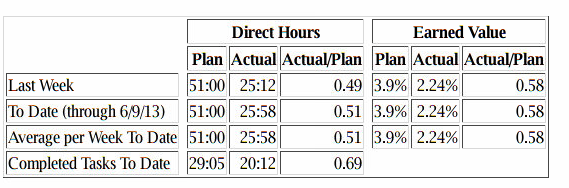 Direct Hours Earned Value
Plan Actual Actual/Plan Plan Actual Actual/Plan
Last Week 51:00 25:12 0.49 3.9% 2.24% 0.58
To Date (through 6/9/13) 51:00 25:58 0.51 3.9% 2.24% 0.58
Average per Week To Date 51:00 25:58 0.51 3.9% 2.24% 0.58
Completed Tasks To Date 29:05 20:12 0.69